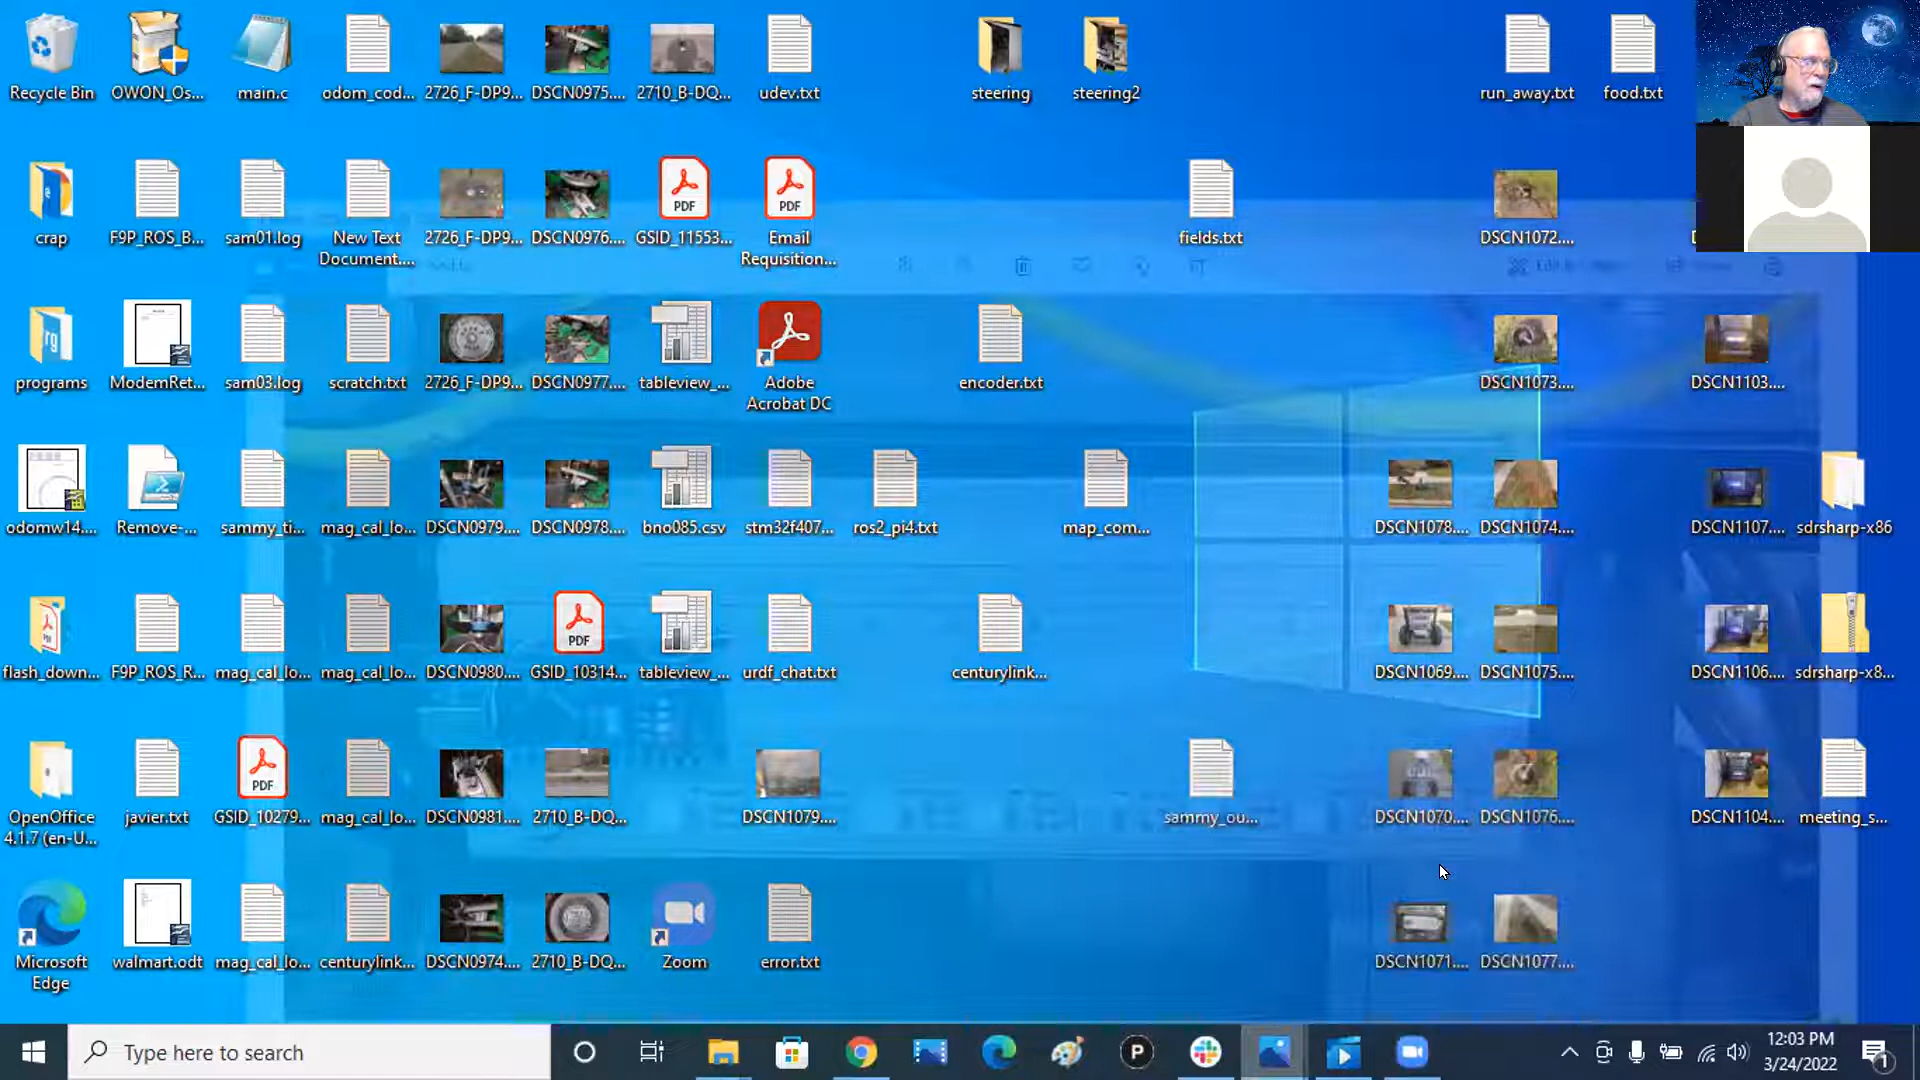 Recycle Bin
OWON_Os...
main.c
odom_cod...
2726_F-DP9...
DSCN0975....
2710_B-DQ...
udev.txt
steering
steering2
run_away.txt
food.txt
crap
F9P_ROS_B...
sam01.log
New Text
Document....
2726_F-DP9...
DSCN0976....
PDF
GSID_11553...
PDF
Email
Requisition...
fields.txt
DSCN1072....
programs
ModemRet...
sam03.log
scratch.txt
2726_F-DP9...
DSCN0977....
tableview_...
Adobe
Acrobat DC
encoder.txt
DSCN1073....
DSCN1103....
odomw14....
Remove-...
sammy_ti...
mag_cal_lo...
DSCN0979....
DSCN0978....
bno085.csv
stm32f407...
ros2_pi4.txt
map_com...
DSCN1078....
DSCN1074....
DSCN1107....
sdrsharp-x86
flash_down...
F9P_ROS_R...
mag_cal_lo...
mag_cal_lo...
DSCN0980....
PDF
GSID_10314...
tableview_...
urdf_chat.txt
centurylink...
DSCN1069....
DSCN1075....
DSCN1106....
sdrsharp-x8...
OpenOffice
4.1.7 (en-U...
javier.txt
PDF
GSID_10279...
mag_cal_lo...
DSCN0981....
2710_B-DQ...
DSCN1079....
sammy_ou...
DSCN1070....
DSCN1076....
DSCN1104....
meeting_s...
Microsoft
Edge
walmart.odt
mag_cal_lo...
centurylink...
DSCN0974....
2710_B-DQ...
Zoom
error.txt
DSCN1071....
DSCN1077....
Type here to search
P
12:03 PM
3/24/2022
1